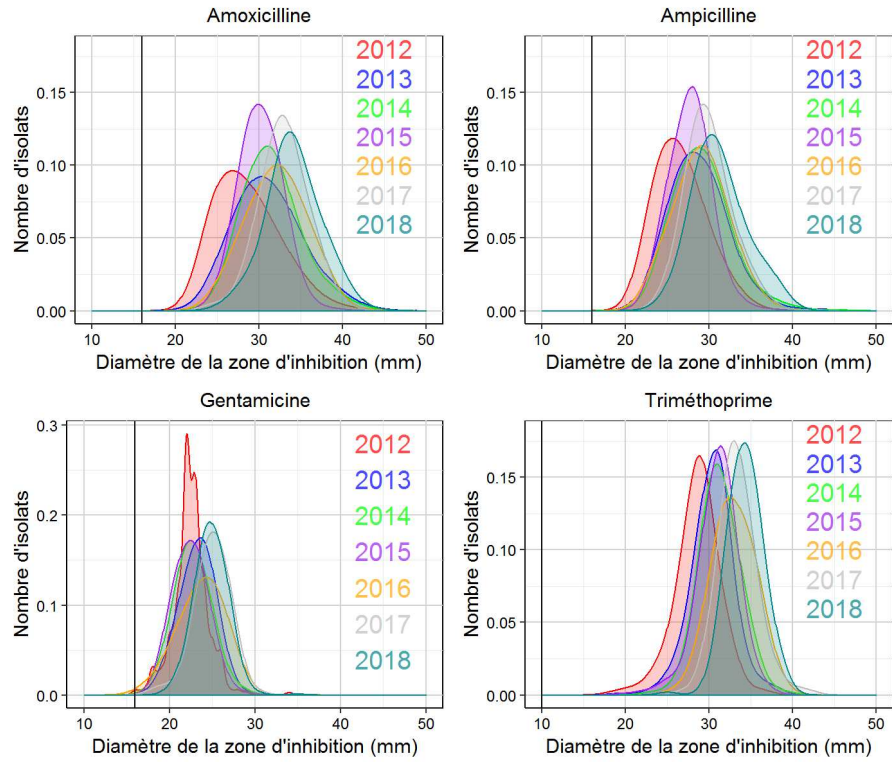 Amoxicilline
Nombre d'isolats
0.15
0.10
0.05
0.00
2012
2013
2014
2015
2016
2017
2018
10 20 30 40 50
Diamètre de la zone d'inhibition (mm)
Ampicilline
Nombre d'isolats
0.15
0.10
0.05
0.00
2012
2013
2014
2015
2016
2017
2018
10 20 30 40 50
Diamètre de la zone d'inhibition (mm)
Gentamicine
Nombre d'isolats
0.3
0.2
0.1
0.0
2012
2013
2014
2015
2016
2017
2018
10 20 30 40 50
Diamètre de la zone d'inhibition (mm)
Triméthoprime
Nombre d'isolats
0.15
0.10
0.05
0.00
2012
2013
2014
2015
2016
2017
2018
10 20 30 40 50
Diamètre de la zone d'inhibition (mm)